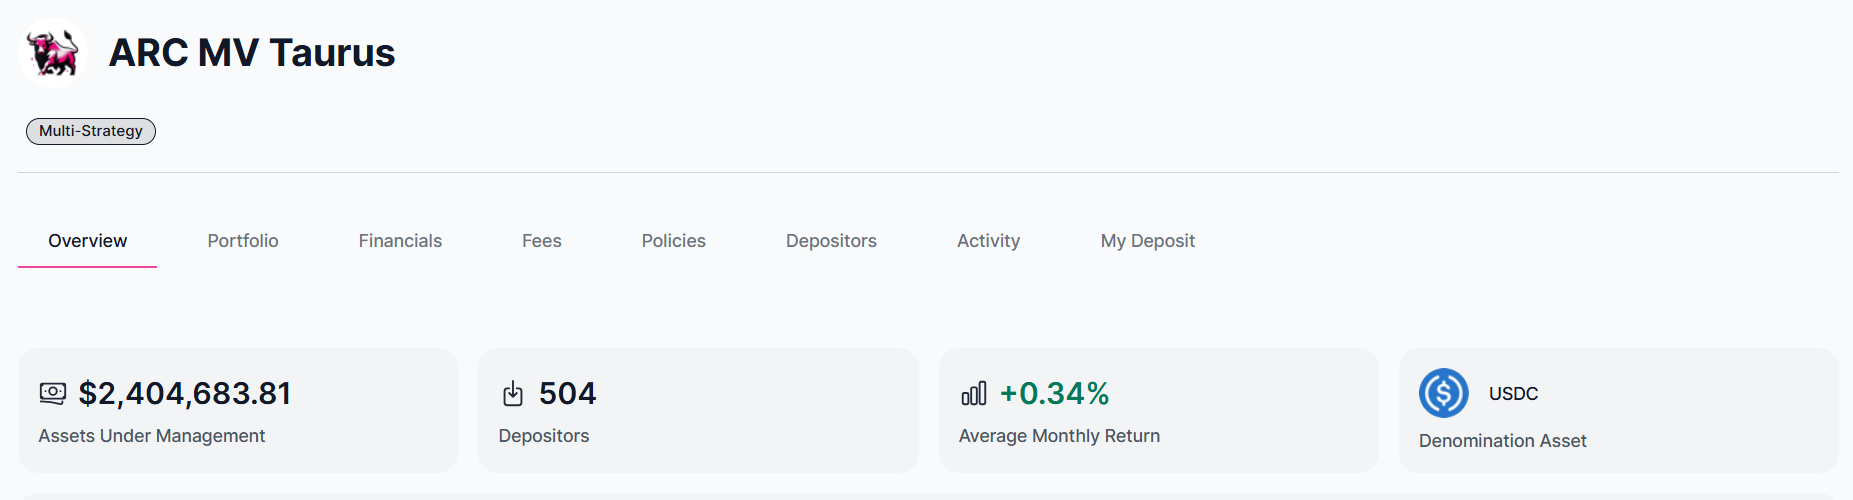 ARC MV Taurus
Multi-Strategy
Overview Portfolio Financials Fees Policies Depositors Activity My Deposit
$2,404,683.81
Assets Under Management
504
Depositors
+0.34%
Average Monthly Return
USDC
Denomination Asset